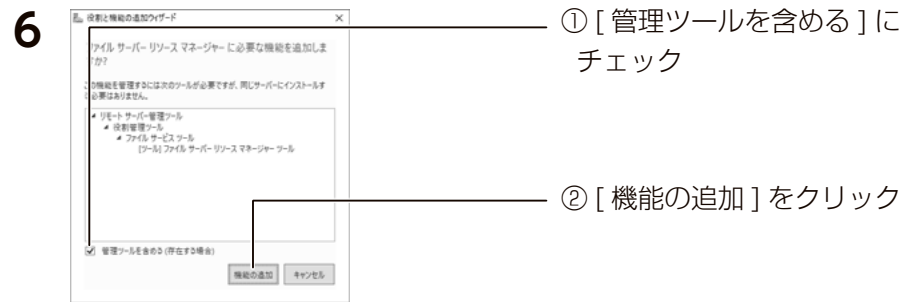 6
役割と機能の追加ウィザード
ファイル サーバー リソース マネージャー に必要な機能を追加しま
すか?
この機能を管理するには次のツールが必要ですが、同じサーバーにインストールす
る必要はありません。
リモート サーバー管理ツール
役割管理ツール
ファイル サービス ツール
[ツール] ファイル サーバー リソース マネージャー ツール
管理ツールを含める (存在する場合)
機能の追加 キャンセル
① [ 管理ツールを含める ] に
チェック
② [ 機能の追加 ] をクリック